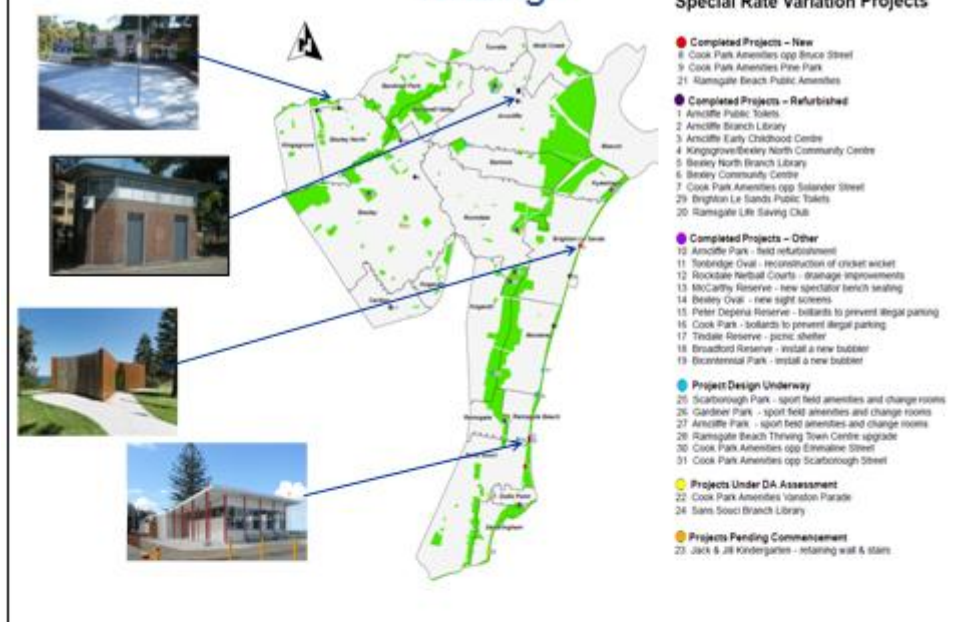 Special Rate Variation Projects
Completed Projects – New
8 Cook Park Amenities opp Bruce Street
9 Cook Park Amenities Pine Park
21 Ramsgate Beach Public Amenities
Completed Projects – Refurbished
1 Arncliffe Public Toilets
2 Arncliffe Branch Library
3 Arncliffe Early Childhood Centre
4 Kingsgrove/Bexley North Community Centre
5 Bexley North Branch Library
6 Bexley Community Centre
7 Cook Park Amenities opp Solander Street
29 Brighton Le Sands Public Toilets
20 Ramsgate Life Saving Club
Completed Projects – Other
10 Arncliffe Park - field refurbishment
11 Tonbridge Oval - reconstruction of cricket wicket
12 Rockdale Netball Courts - drainage improvements
13 McCarthy Reserve - new spectator bench seating
14 Bexley Oval - new sight screens
15 Peter Depena Reserve - bollards to prevent illegal parking
16 Cook Park - bollards to prevent illegal parking
17 Tindale Reserve - picnic shelter
18 Broadford Reserve - install a new bubbler
19 Bicentennial Park - install a new bubbler
Project Design Underway
25 Scarborough Park - sport field amenities and change rooms
26 Gardiner Park - sport field amenities and change rooms
27 Arncliffe Park - sport field amenities and change rooms
28 Ramsgate Beach Thriving Town Centre upgrade
30 Cook Park Amenities opp Emmaline Street
31 Cook Park Amenities opp Scarborough Street
Projects Under DA Assessment
22 Cook Park Amenities Vanston Parade
24 Sans Souci Branch Library
Projects Pending Commencement
23 Jack & Jill Kindergarten - retaining wall & stairs
Turrella
Wolli Creek
Bardwell Park
Arncliffe
Kingsgrove
Bexley North
Banksia
Kyeemagh
Bexley
Rockdale
Brighton Le Sands
Kogarah
Carlton
Monterey
Ramsgate
Ramsgate Beach
Dolls Point
Sandringham